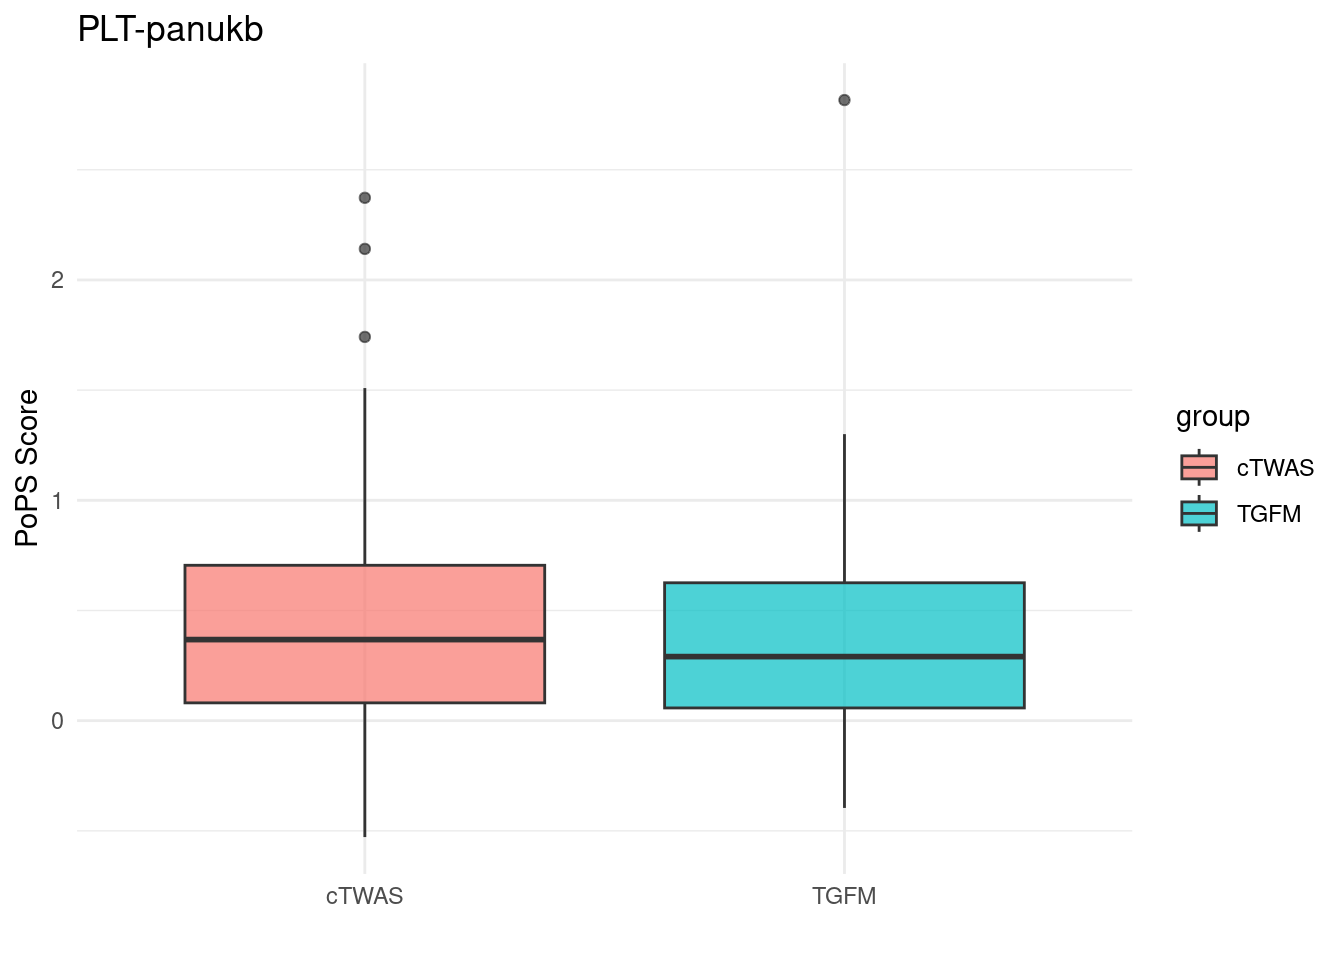 PLT-panukb
PoPS Score
2
1
0
cTWAS
TGFM
group
cTWAS
TGFM